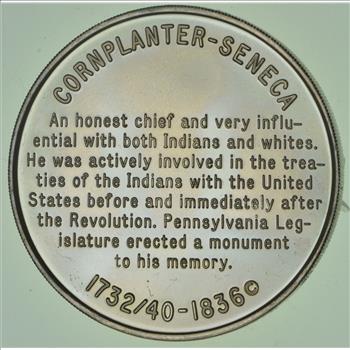 CORNPLANTER-SENECA
An honest chief and very influ-
ential with both Indians and whites.
He was actively involved in the trea-
ties of the Indians with the United
States before and immediately after
the Revolution. Pennsylvania Leg-
islature erected a monument
to his memory.
1732/40-1836c